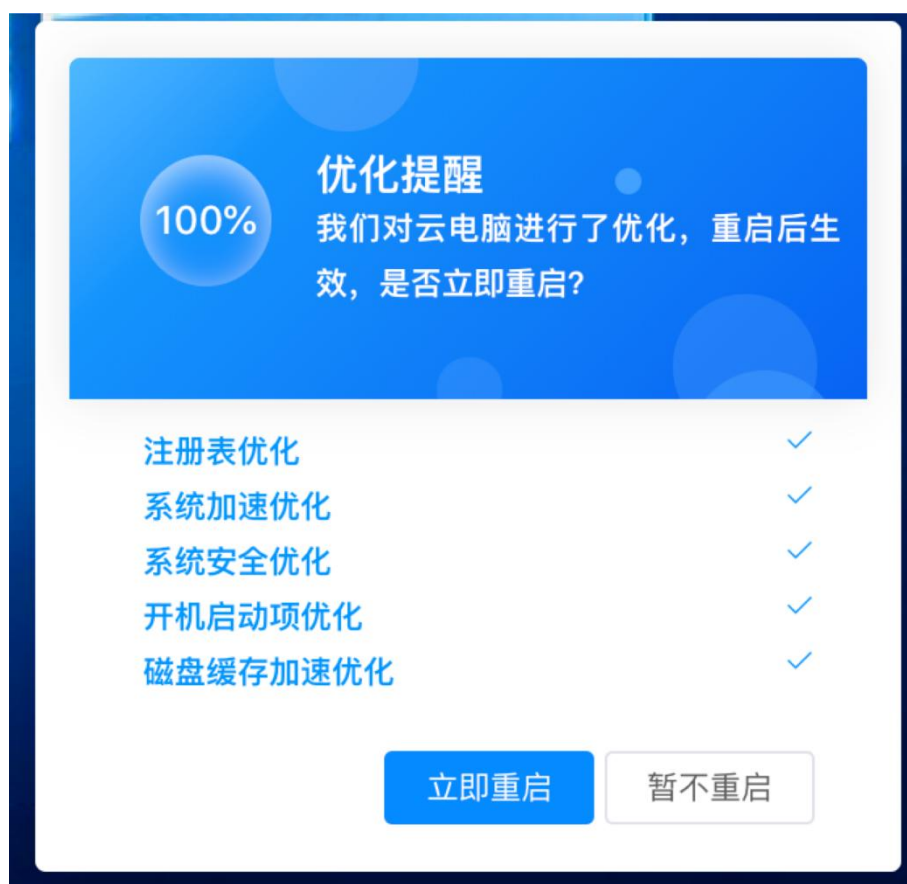 优化提醒
100%
我们对云电脑进行了优化，重启后生
效，是否立即重启？
注册表优化
系统加速优化
系统安全优化
开机启动项优化
磁盘缓存加速优化
立即重启
暂不重启